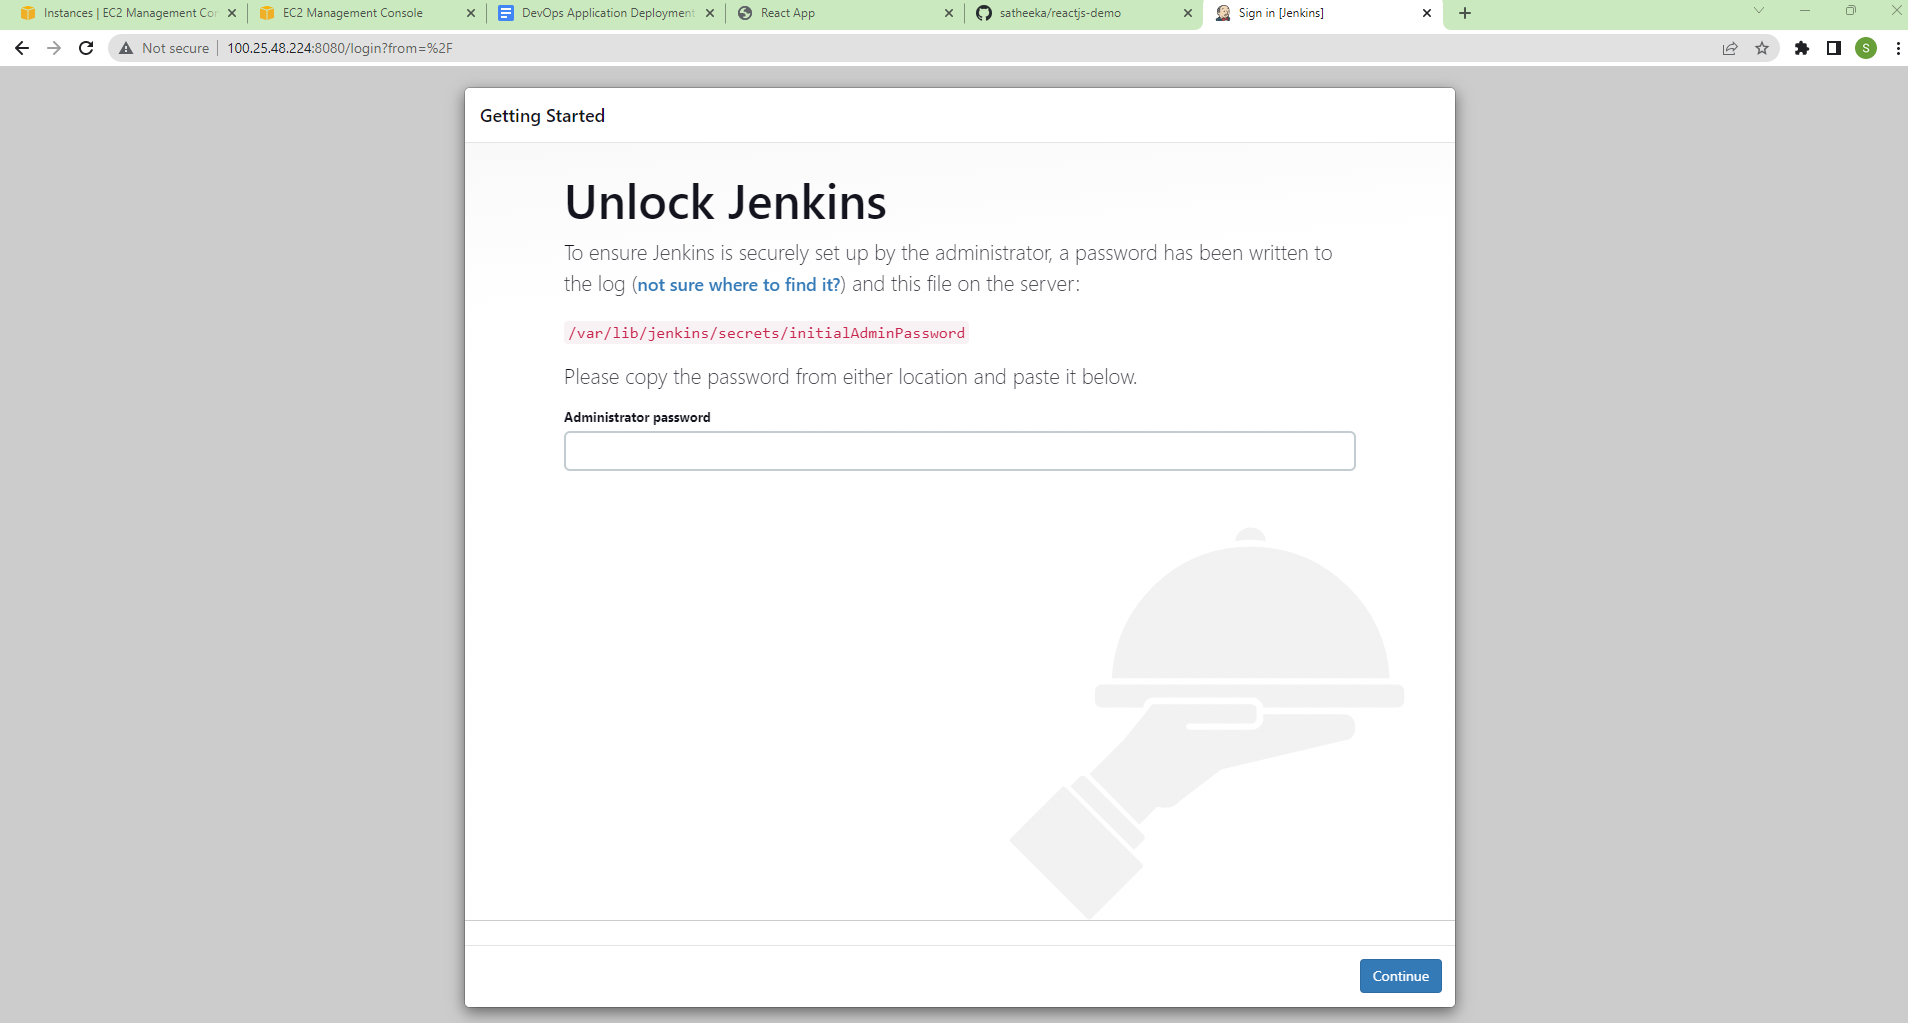 Instances | EC2 Management Cor
EC2 Management Console
DevOps Application Deployment
React App
satheeka/reactjs-demo
Sign in [Jenkins]
Not secure
100.25.48.224:8080/login?from=%2F
S
Getting Started
Unlock Jenkins
To ensure Jenkins is securely set up by the administrator, a password has been written to
the log (not sure where to find it?) and this file on the server:
/var/lib/jenkins/secrets/initialAdminPassword
Please copy the password from either location and paste it below.
Administrator password
Continue